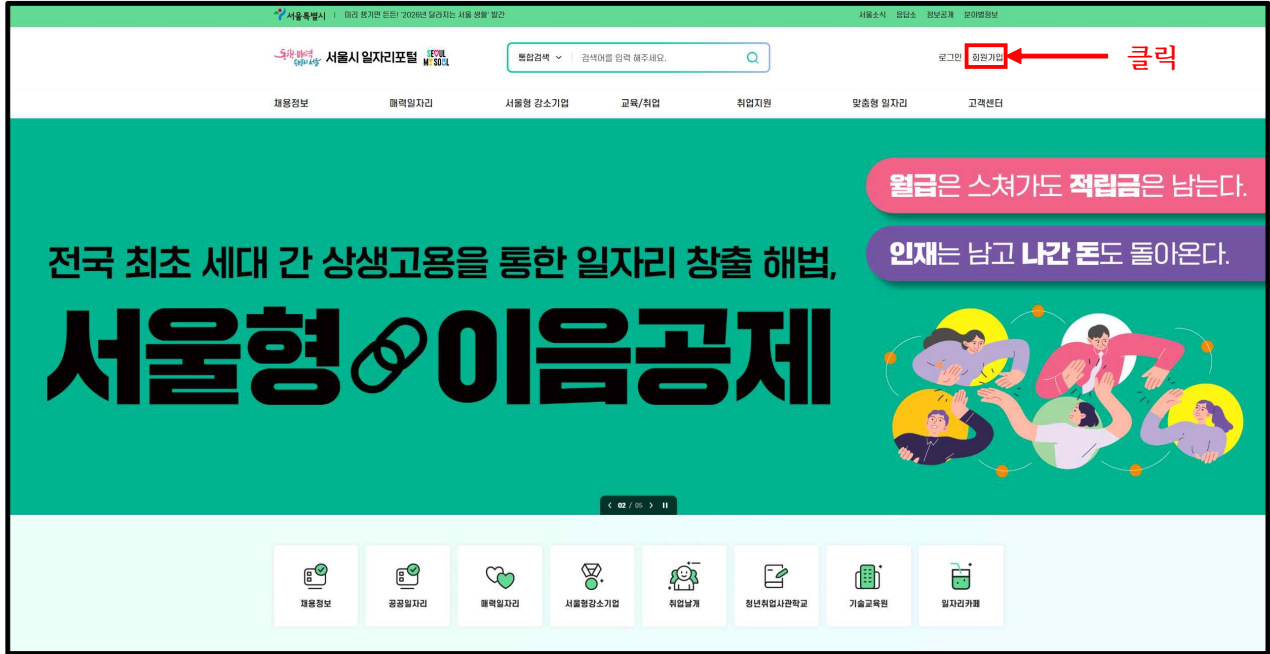 서울특별시 | 미리 챙기면 든든! '2026년 달라지는 서울 생활' 발간
서울소식 응답소 정보공개 분야별정보
동행·매력 특별시 서울 서울시 일자리포털 SEOUL MY SOUL
통합검색 검색어를 입력 해주세요.
로그인 회원가입 클릭
채용정보 매력일자리 서울형 강소기업 교육/취업 취업지원 맞춤형 일자리 고객센터
월급은 스쳐가도 적립금은 남는다.
인재는 남고 나간 돈도 돌아온다.
전국 최초 세대 간 상생고용을 통한 일자리 창출 해법,
서울형 이음공제
02 / 05
채용정보 공공일자리 매력일자리 서울형강소기업 취업날개 청년취업사관학교 기술교육원 일자리카페